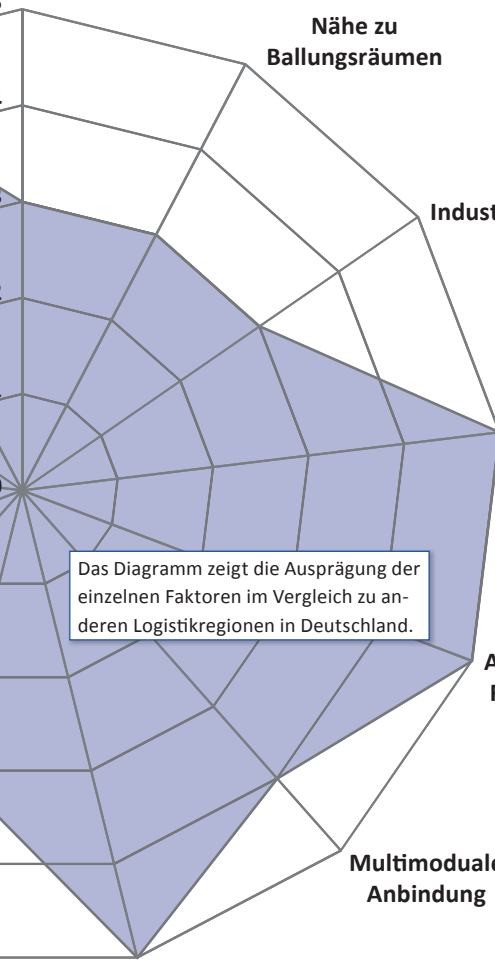 Nähe zu
Ballungsräumen
Das Diagramm zeigt die Ausprägung der
einzelnen Faktoren im Vergleich zu an-
deren Logistikregionen in Deutschland.
Multimodale
Anbindung